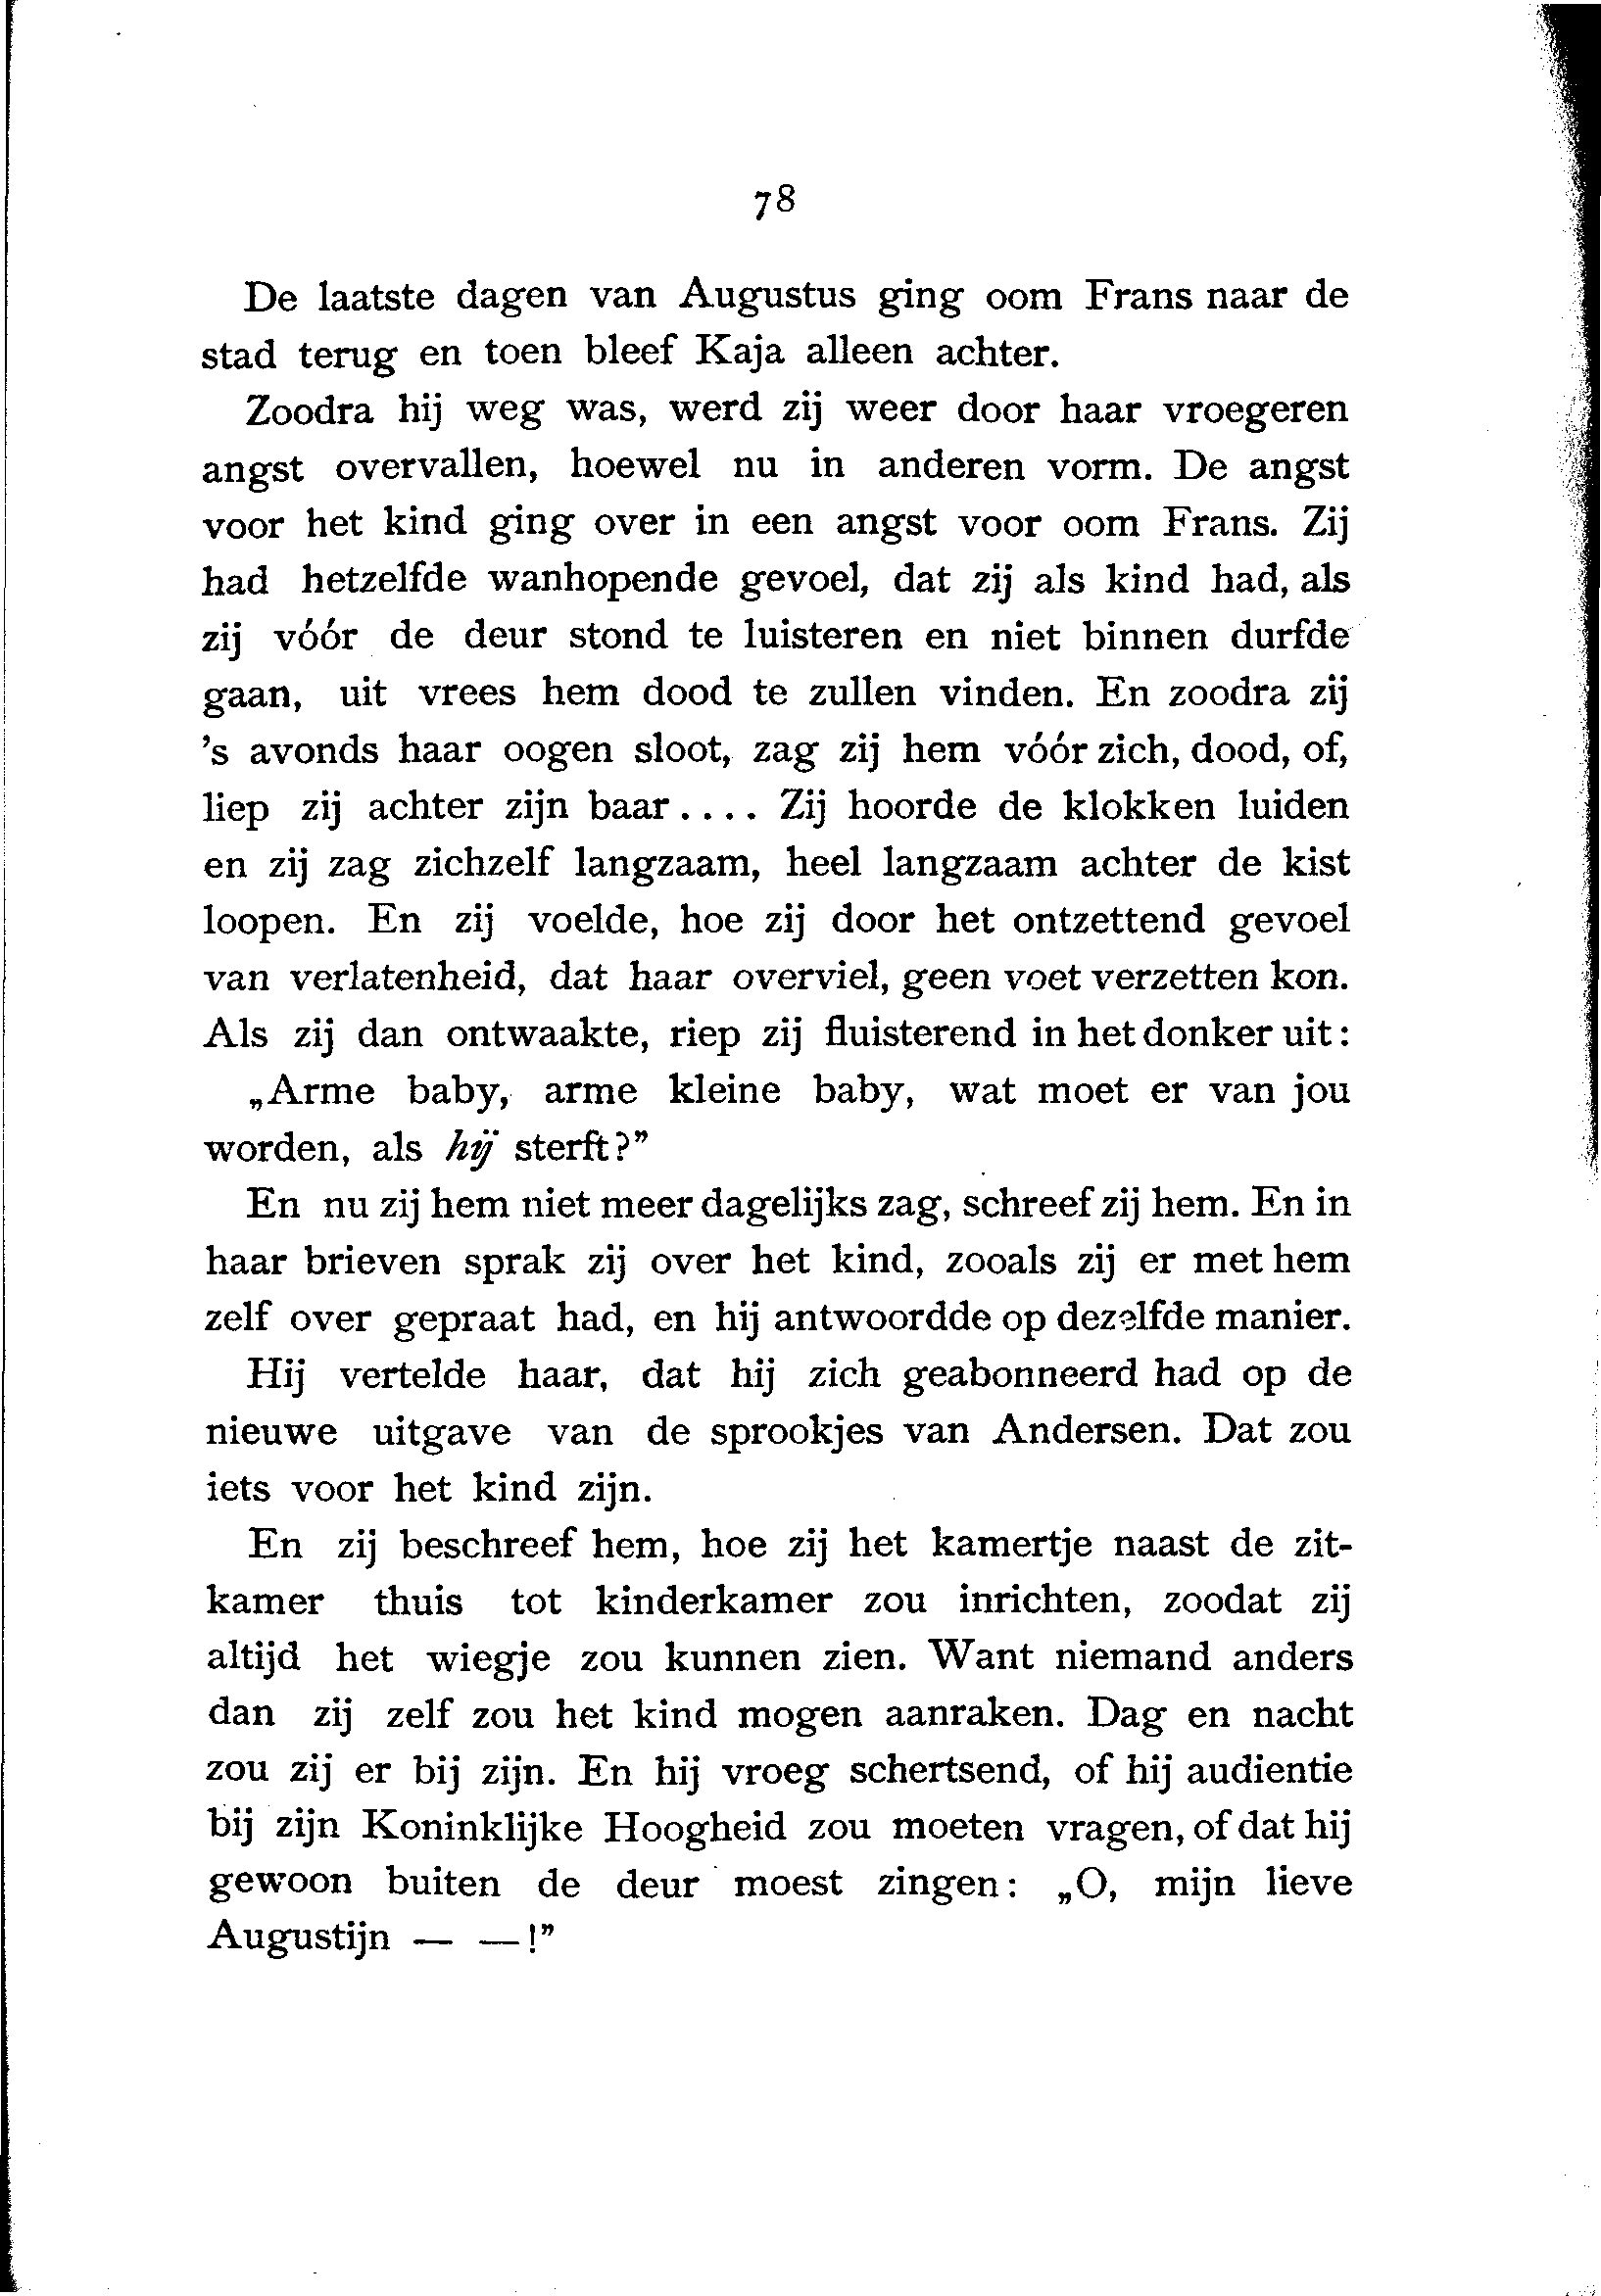 78
De laatste dagen van Augustus ging oom Frans naar de
stad terug en toen bleef Kaja alleen achter.
Zoodra hij weg was, werd zij weer door haar vroegeren
angst overvallen, hoewel nu in anderen vorm. De angst
voor het kind ging over in een angst voor oom Frans. Zij
had hetzelfde wanhopende gevoel, dat zij als kind had, als
zij vóór de deur stond te luisteren en niet binnen durfde
gaan, uit vrees hem dood te zullen vinden. En zoodra zij
's avonds haar oogen sloot, zag zij hem vóór zich, dood, of,
liep zij achter zijn baar.... Zij hoorde de klokken luiden
en zij zag zichzelf langzaam, heel langzaam achter de kist
loopen. En zij voelde, hoe zij door het ontzettend gevoel
van verlatenheid, dat haar overviel, geen voet verzetten kon.
Als zij dan ontwaakte, riep zij fluisterend in het donker uit:
„Arme baby, arme kleine baby, wat moet er van jou
worden, als hij sterft?”
En nu zij hem niet meer dagelijks zag, schreef zij hem. En in
haar brieven sprak zij over het kind, zooals zij er met hem
zelf over gepraat had, en hij antwoordde op dezelfde manier.
Hij vertelde haar, dat hij zich geabonneerd had op de
nieuwe uitgave van de sprookjes van Andersen. Dat zou
iets voor het kind zijn.
En zij beschreef hem, hoe zij het kamertje naast de zit-
kamer thuis tot kinderkamer zou inrichten, zoodat zij
altijd het wiegje zou kunnen zien. Want niemand anders
dan zij zelf zou het kind mogen aanraken. Dag en nacht
zou zij er bij zijn. En hij vroeg schertsend, of hij audientie
bij zijn Koninklijke Hoogheid zou moeten vragen, of dat hij
gewoon buiten de deur moest zingen: „O, mijn lieve
Augustijn — —!”